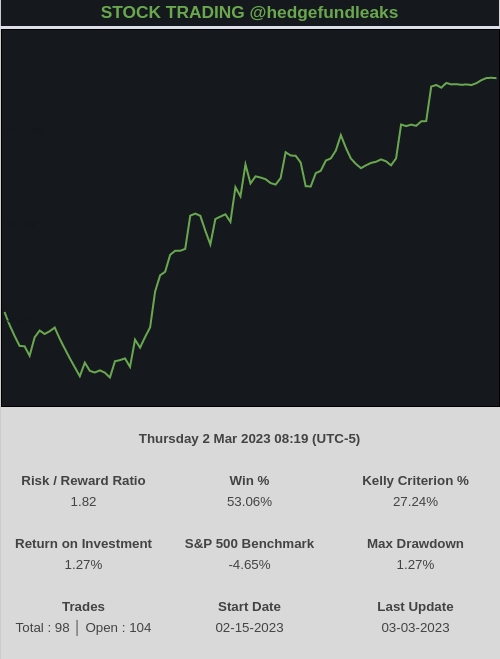 STOCK TRADING @hedgefundleaks
Thursday 2 Mar 2023 08:19 (UTC-5)
Risk / Reward Ratio Win % Kelly Criterion %
1.82 53.06% 27.24%
Return on Investment S&P 500 Benchmark Max Drawdown
1.27% -4.65% 1.27%
Trades Start Date Last Update
Total : 98 │ Open : 104 02-15-2023 03-03-2023